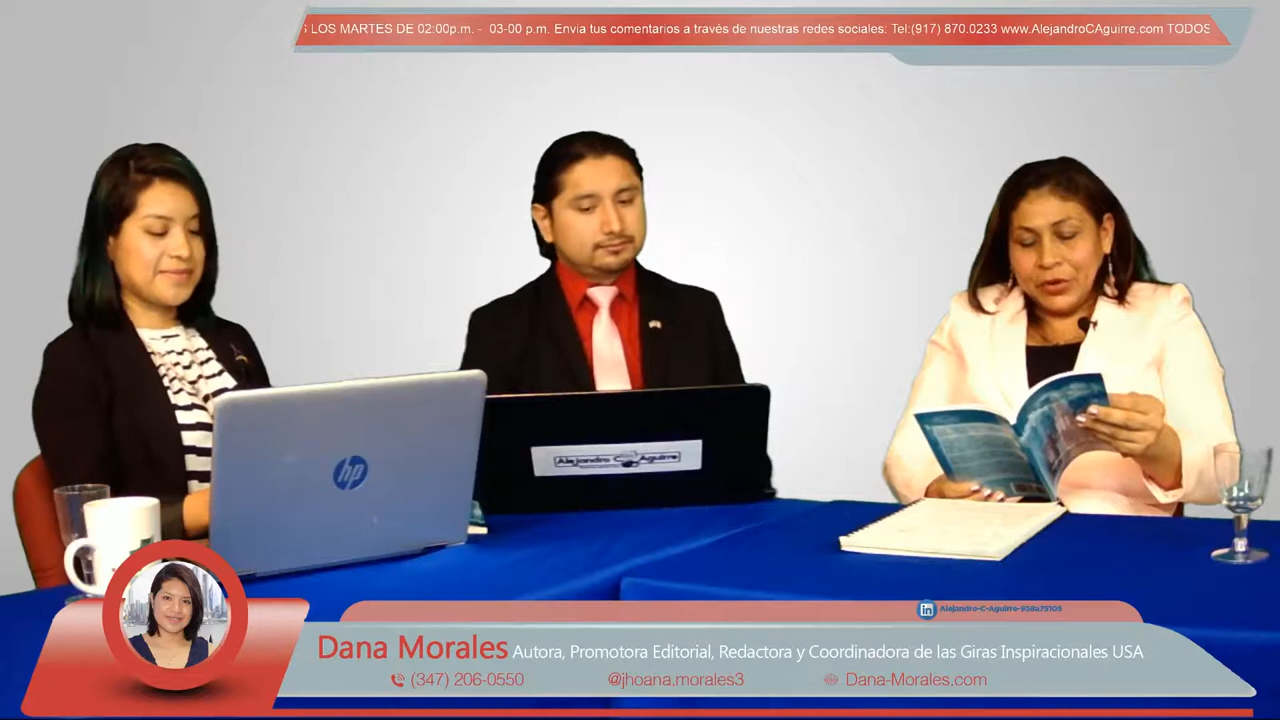 LOS MARTES DE 02:00p.m. - 03-00 p.m. Envia tus comentarios a través de nuestras redes sociales: Tel:(917) 870.0233 www.AlejandroCAguirre.com TODOS
hp
Alejandro C. Aguirre
Alejandro-C-Aguirre-958a75109
Dana Morales Autora, Promotora Editorial, Redactora y Coordinadora de las Giras Inspiracionales USA
(347) 206-0550 @jhoana.morales3 Dana-Morales.com